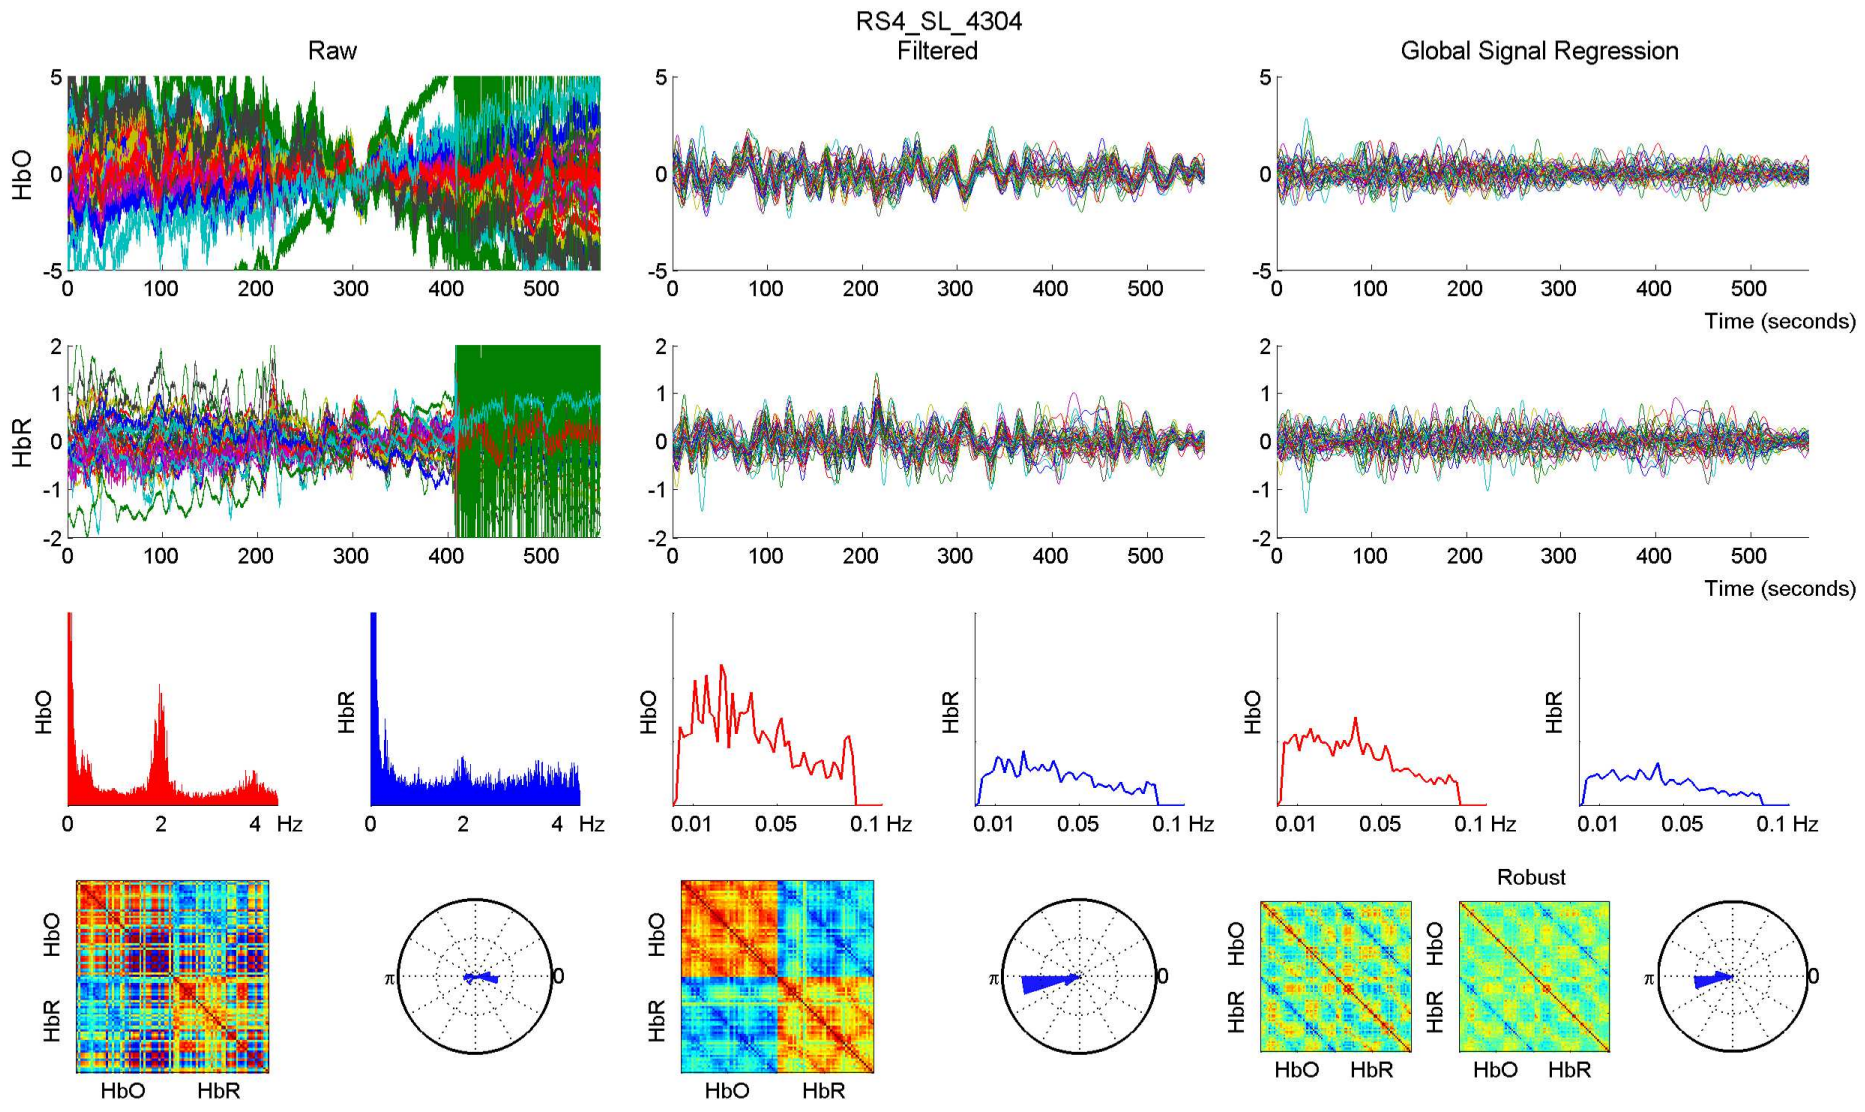 RS4_SL_4304
Raw
Filtered
Global Signal Regression
HbO
5
0
-5
0 100 200 300 400 500
5
0
-5
0 100 200 300 400 500
5
0
-5
0 100 200 300 400 500
Time (seconds)
HbR
2
1
0
-1
-2
0 100 200 300 400 500
2
1
0
-1
-2
0 100 200 300 400 500
2
1
0
-1
-2
0 100 200 300 400 500
Time (seconds)
HbO
0 2 4 Hz
HbR
0 2 4 Hz
HbO
0.01 0.05 0.1 Hz
HbR
0.01 0.05 0.1 Hz
HbO
0.01 0.05 0.1 Hz
HbR
0.01 0.05 0.1 Hz
HbO
HbR
HbO HbR
π 0
HbO
HbR
HbO HbR
π 0
HbO
HbR
HbO HbR
Robust
HbO
HbR
HbO HbR
π 0